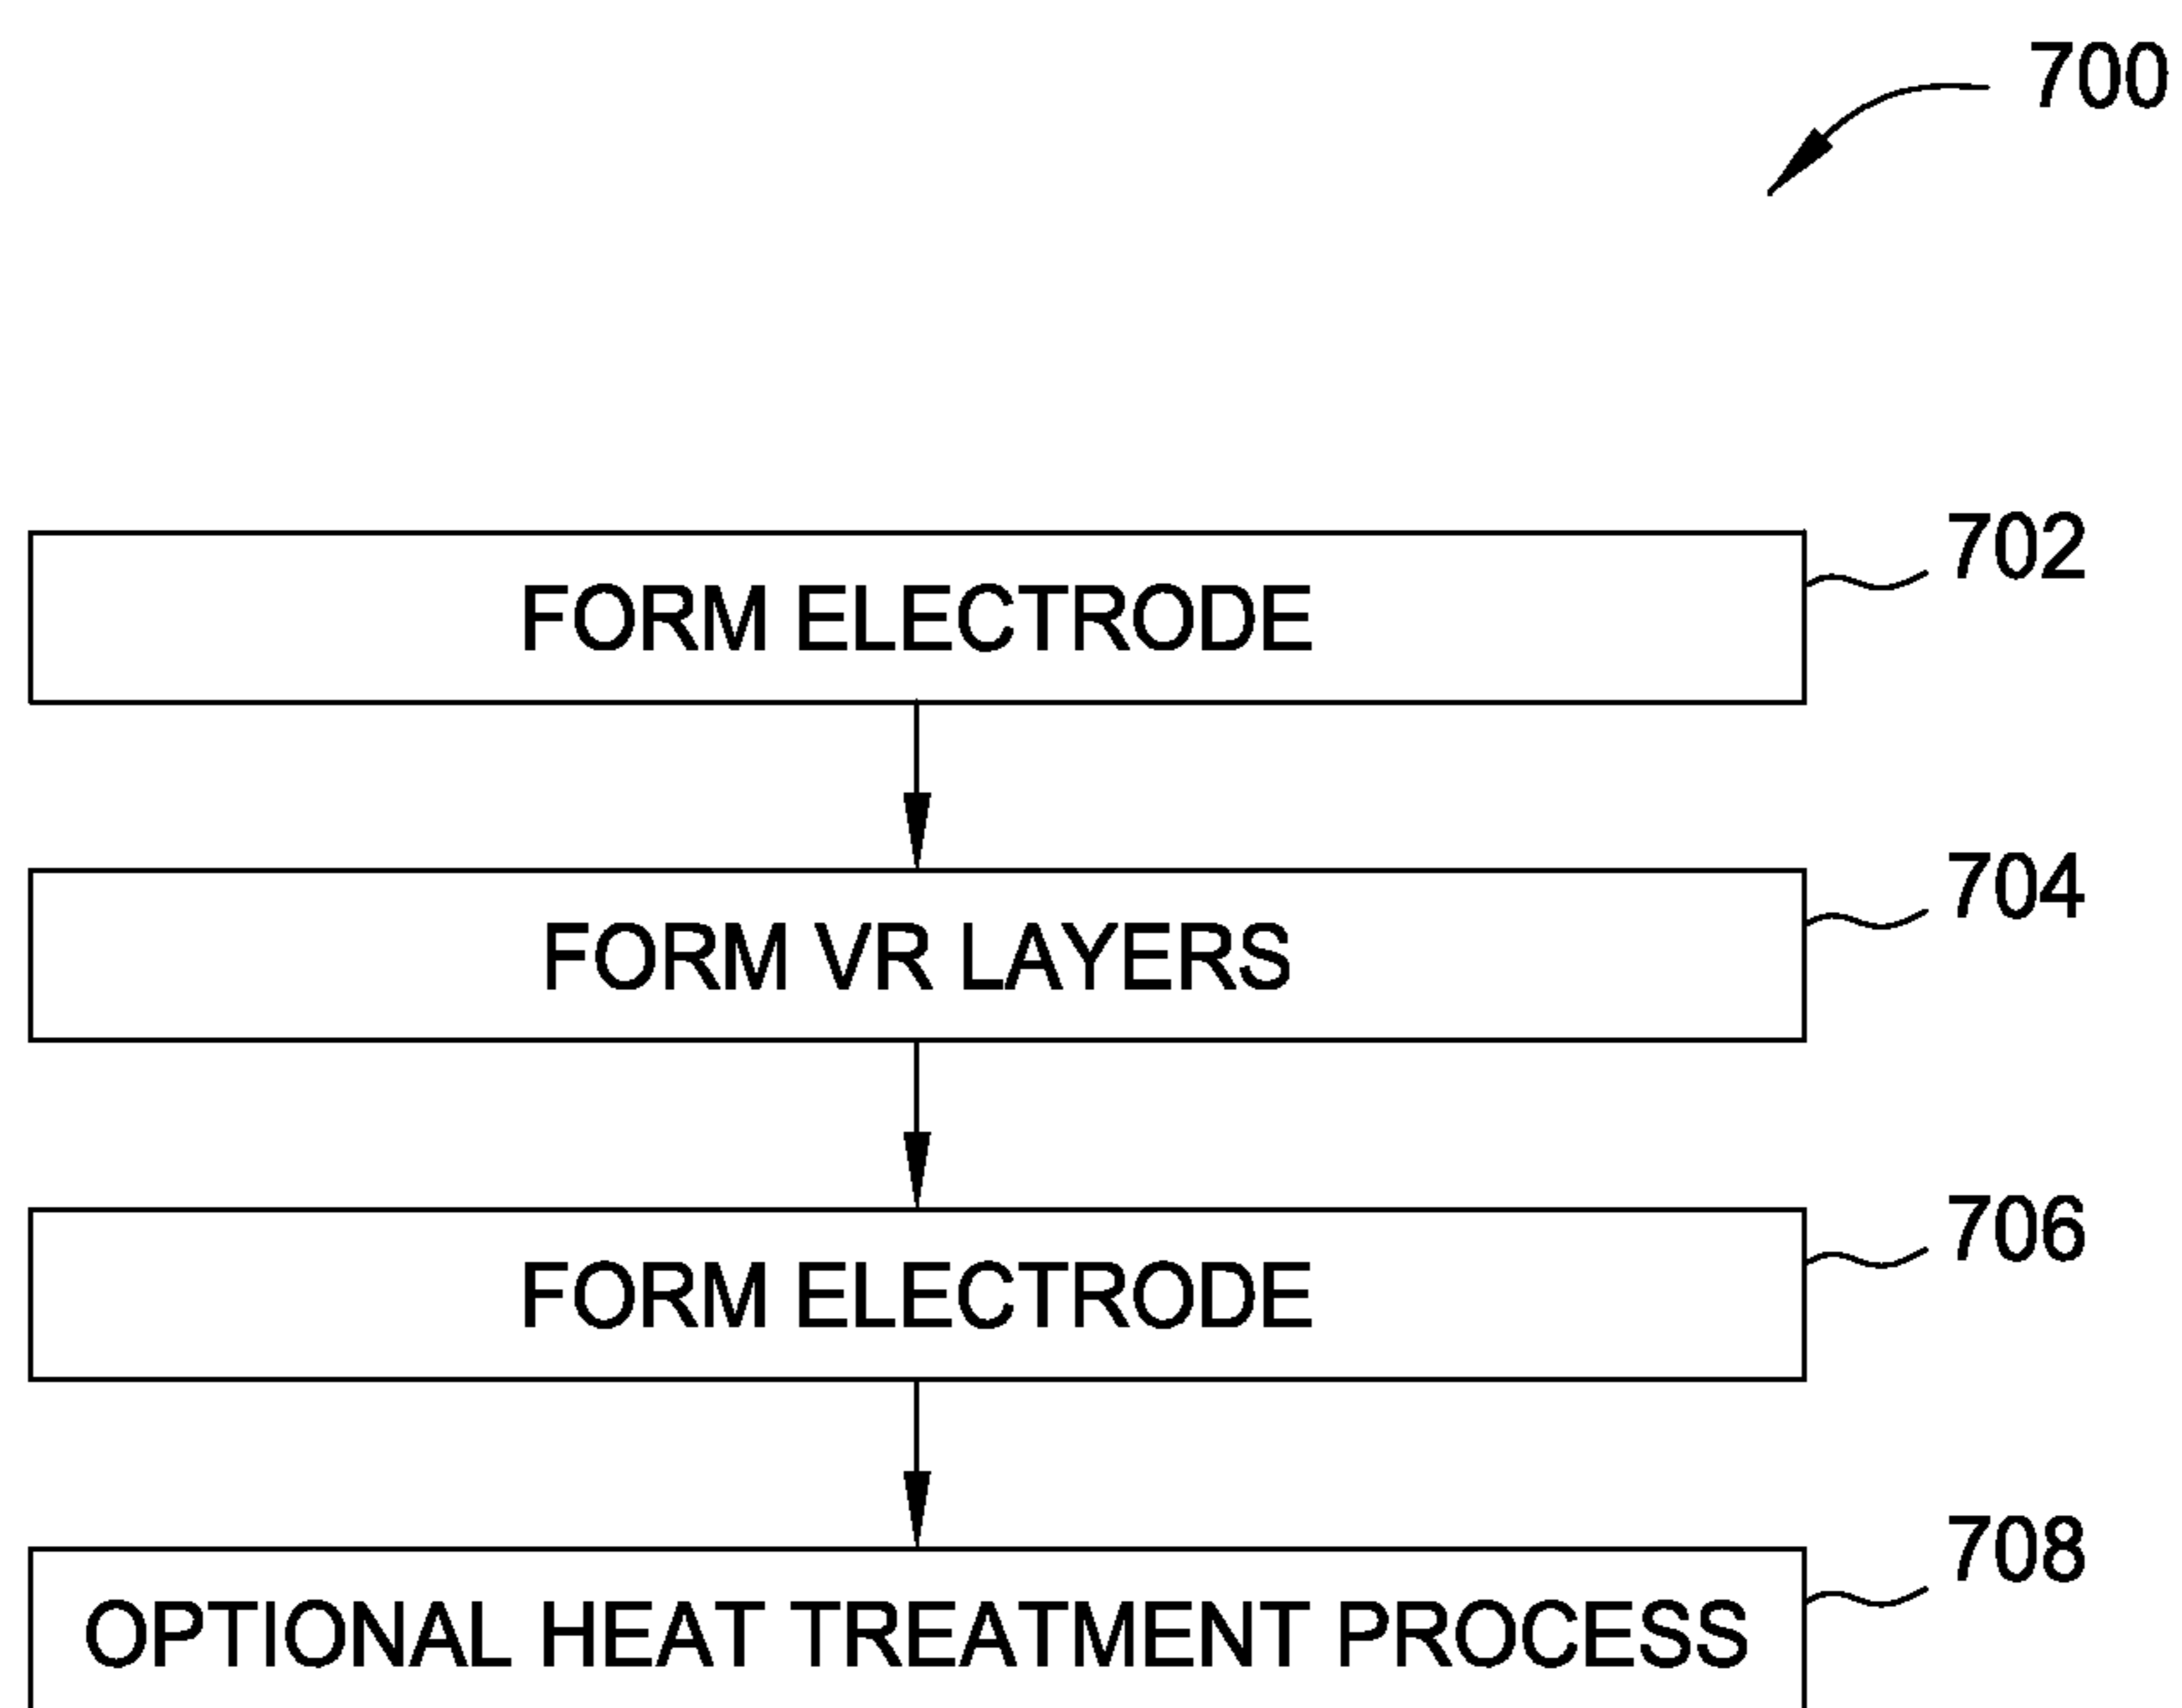 700
FORM ELECTRODE
702
FORM VR LAYERS
704
FORM ELECTRODE
706
OPTIONAL HEAT TREATMENT PROCESS
708